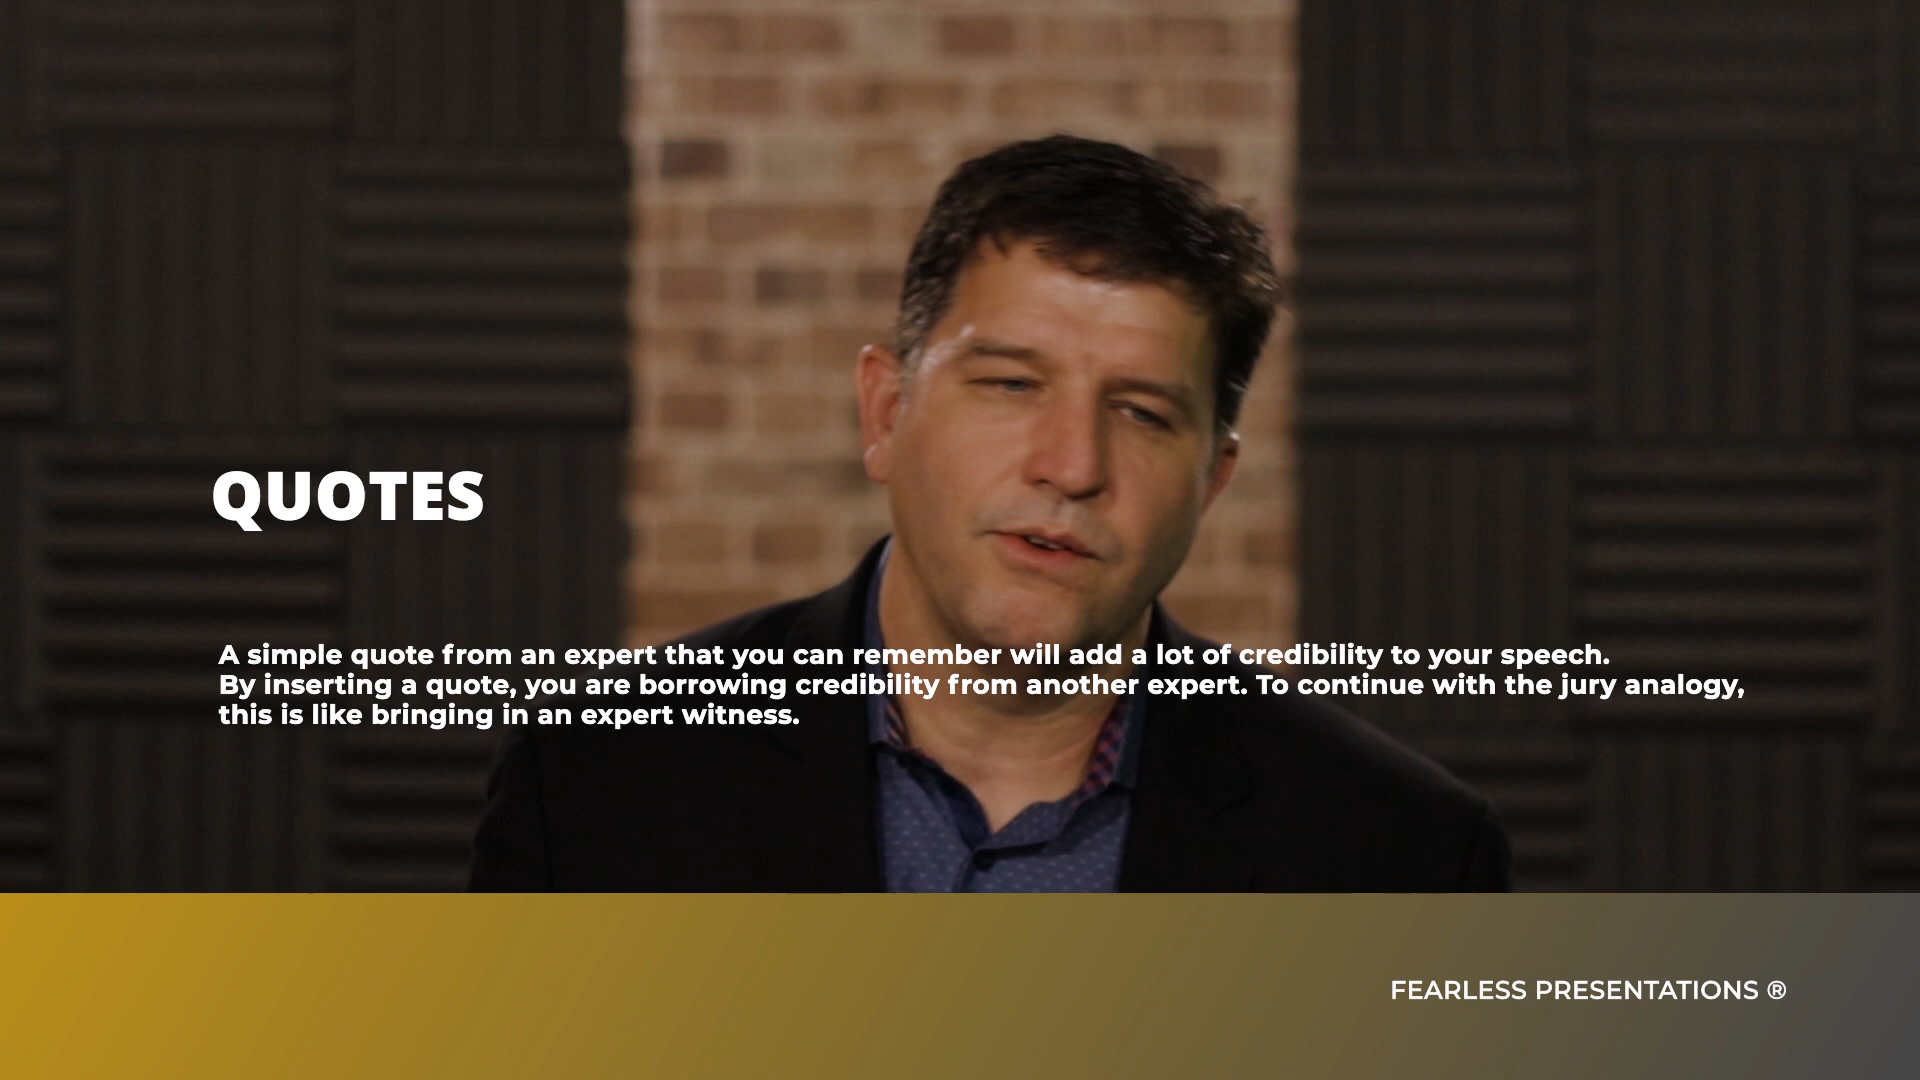 QUOTES
A simple quote from an expert that you can remember will add a lot of credibility to your speech.
By inserting a quote, you are borrowing credibility from another expert. To continue with the jury analogy,
this is like bringing in an expert witness.
FEARLESS PRESENTATIONS ®